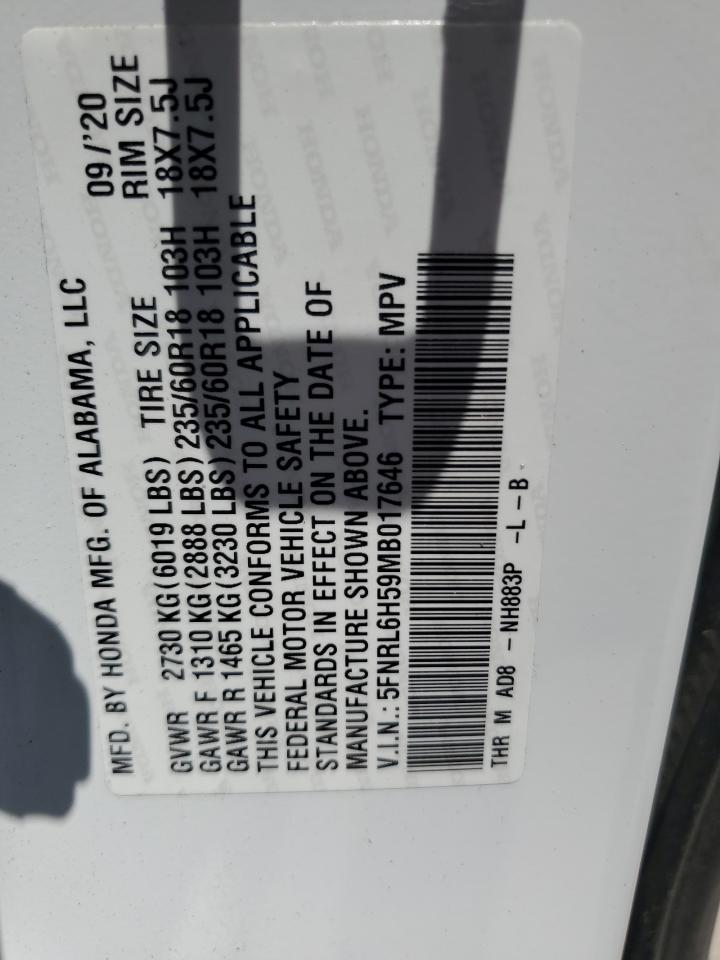 MFD. BY HONDA MFG. OF ALABAMA, LLC 09/'20
TIRE SIZE RIM SIZE
GVWR 2730 KG(6019 LBS)
GAWR F 1310 KG(2888 LBS) 235/60R18 103H 18X7.5J
GAWR R 1465 KG(3230 LBS) 235/60R18 103H 18X7.5J
THIS VEHICLE CONFORMS TO ALL APPLICABLE
FEDERAL MOTOR VEHICLE SAFETY
STANDARDS IN EFFECT ON THE DATE OF
MANUFACTURE SHOWN ABOVE.
V.I.N.: 5FNRL6H59MB017646 TYPE: MPV
THR M AD8 - NH883P - L - B